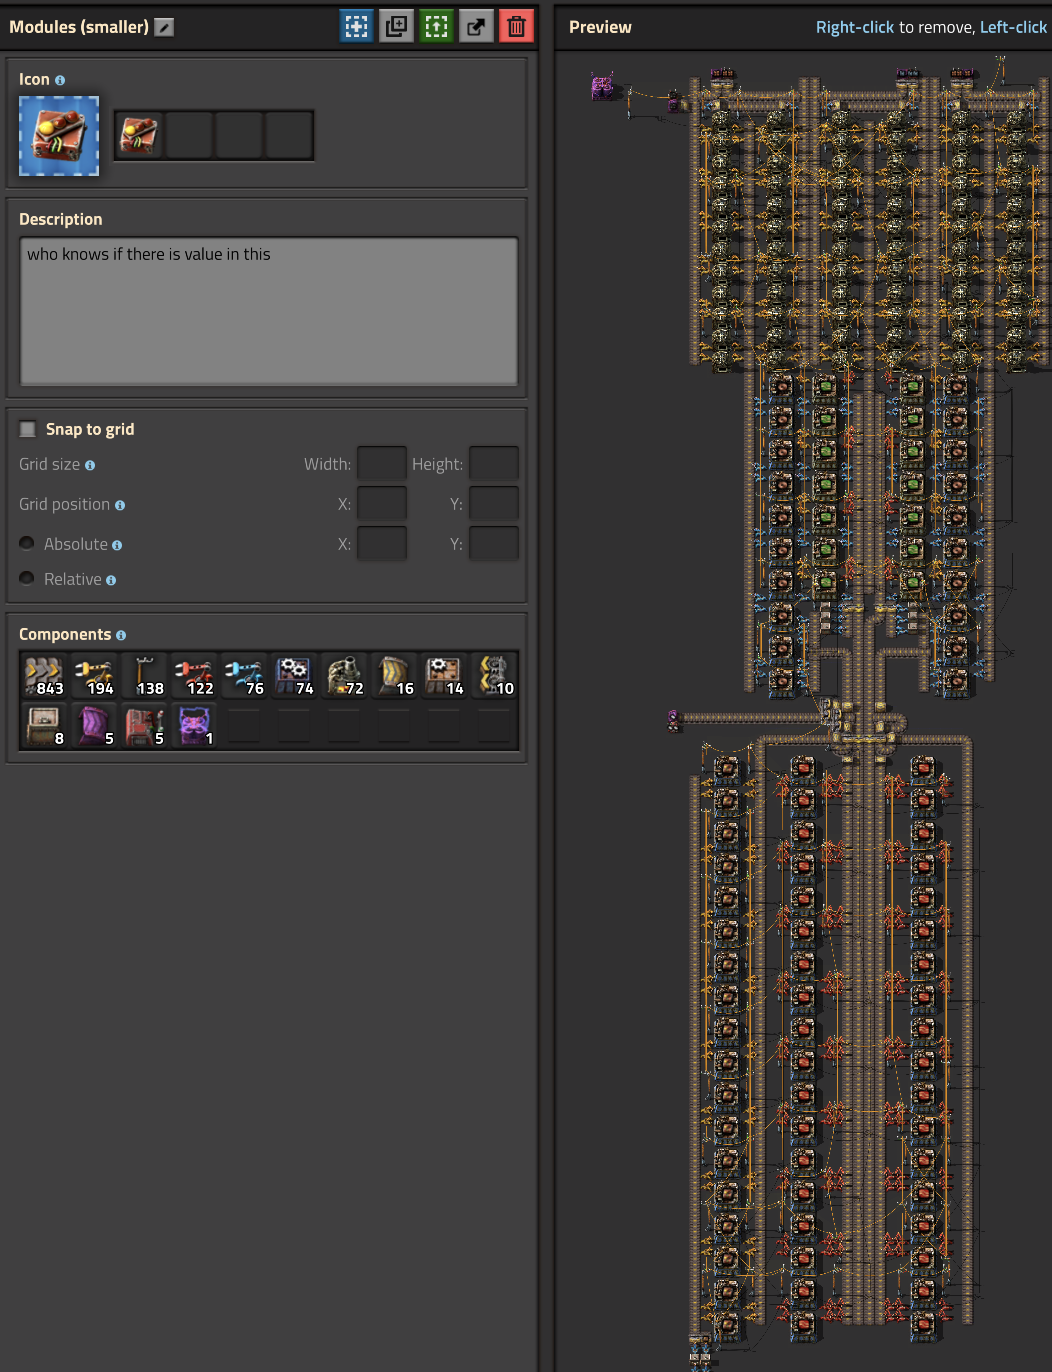 Modules (smaller)
Preview
Right-click to remove, Left-click
Icon
Description
who knows if there is value in this
Snap to grid
Grid size
Width:
Height:
Grid position
X:
Y:
Absolute
X:
Y:
Relative
Components
843 194 138 122 76 74 72 16 14 10
8 5 5 1